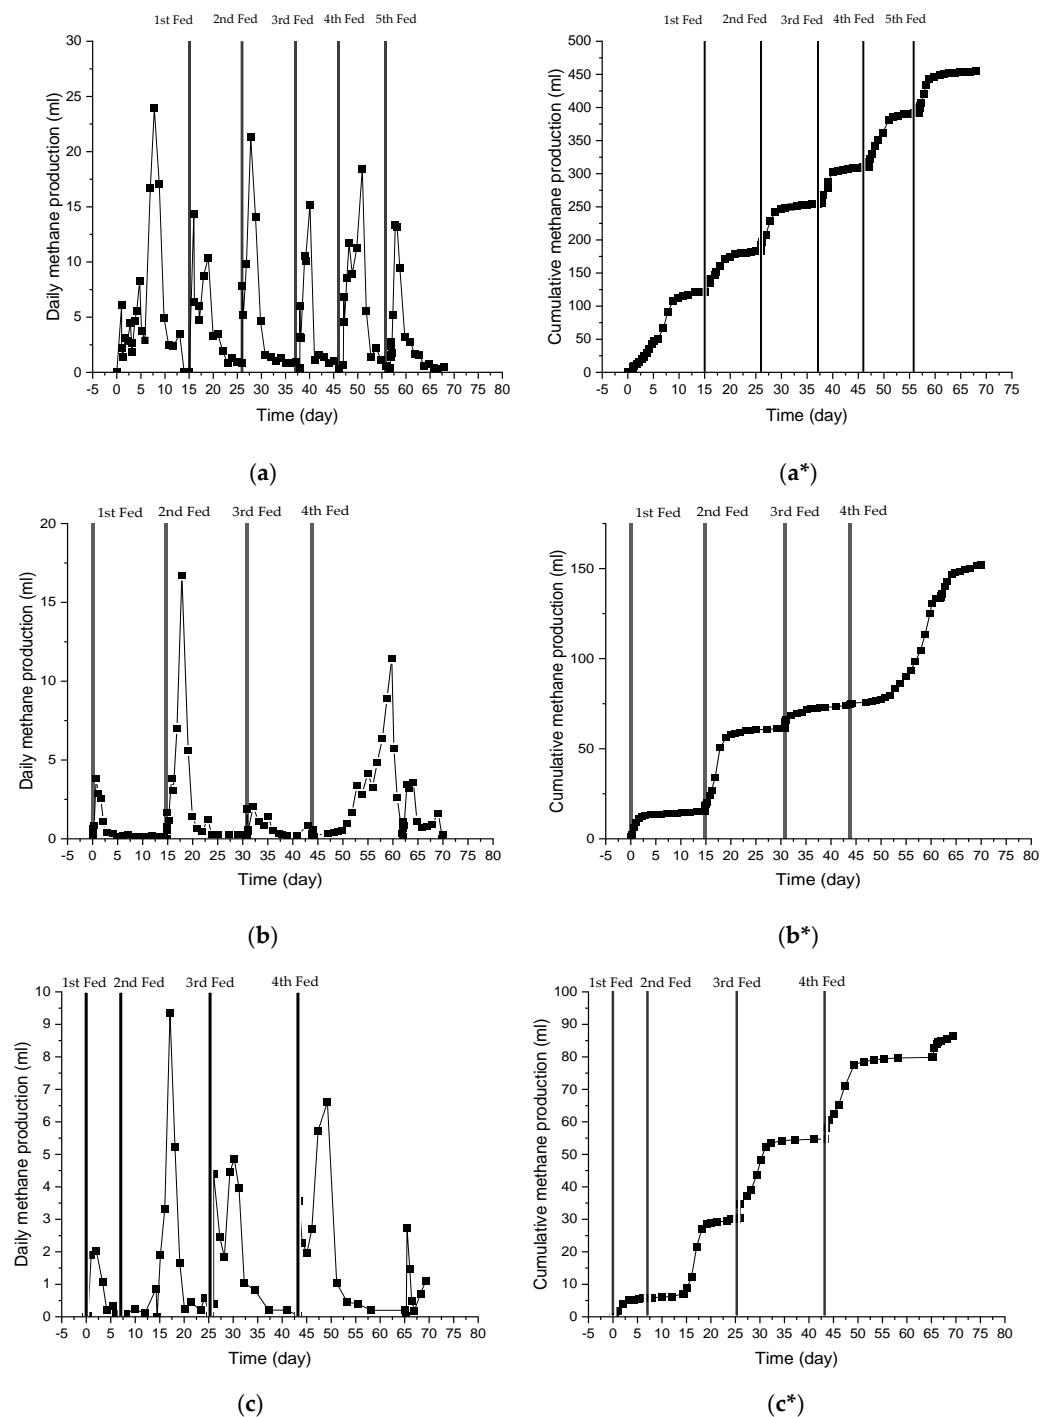 1st Fed 2nd Fed 3rd Fed 4th Fed 5th Fed
30
25
20
15
10
5
0
Daily methane production (ml)
-5 0 5 10 15 20 25 30 35 40 45 50 55 60 65 70 75 80
Time (day)
(a)
1st Fed 2nd Fed 3rd Fed 4th Fed 5th Fed
500
450
400
350
300
250
200
150
100
50
0
Cumulative methane production (ml)
-5 0 5 10 15 20 25 30 35 40 45 50 55 60 65 70 75
Time (day)
(a*)
1st Fed 2nd Fed 3rd Fed 4th Fed
20
15
10
5
0
Daily methane production (ml)
-5 0 5 10 15 20 25 30 35 40 45 50 55 60 65 70 75 80
Time (day)
(b)
1st Fed 2nd Fed 3rd Fed 4th Fed
150
100
50
0
Cumulative methane production (ml)
-5 0 5 10 15 20 25 30 35 40 45 50 55 60 65 70 75 80
Time (day)
(b*)
1st Fed 2nd Fed 3rd Fed 4th Fed
10
9
8
7
6
5
4
3
2
1
0
Daily methane production (ml)
-5 0 5 10 15 20 25 30 35 40 45 50 55 60 65 70 75 80
Time (day)
(c)
1st Fed 2nd Fed 3rd Fed 4th Fed
100
90
80
70
60
50
40
30
20
10
0
Cumulative methane production (ml)
-5 0 5 10 15 20 25 30 35 40 45 50 55 60 65 70 75 80
Time (day)
(c*)